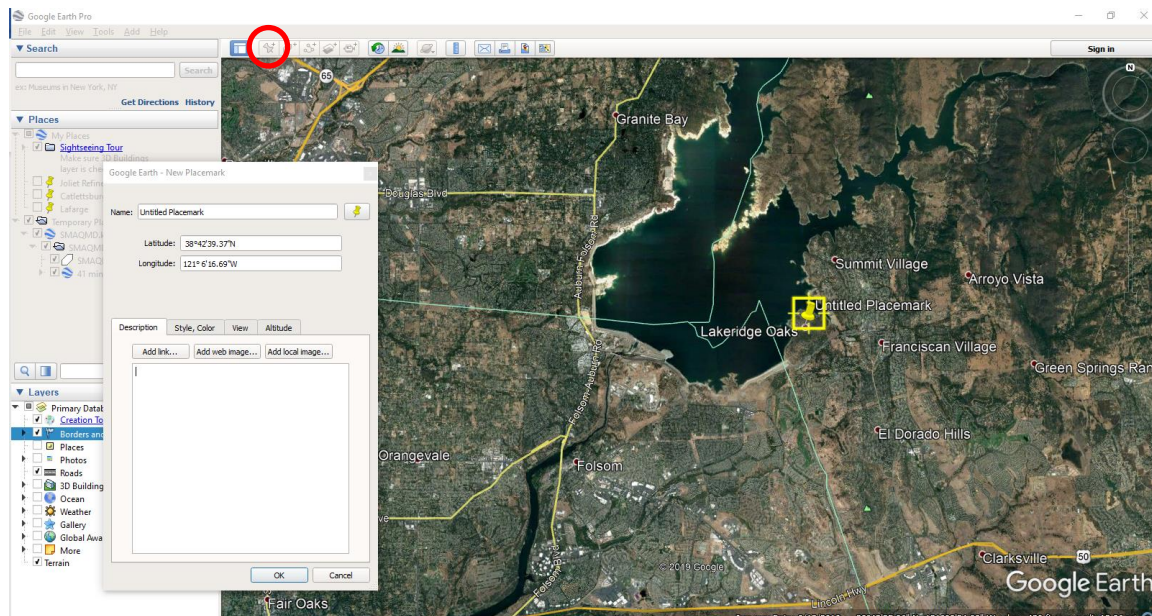 Google Earth Pro
File Edit View Tools Add Help
Search
Search
ex: Museums in New York, NY
Get Directions History
Places
My Places
Sightseeing Tour
Make sure 3D Buildings
layer is che
Joliet Refine
Catlettsbur
Lafarge
Temporary Pla
SMAQMD.k
SMAQMD
SMAQ
41 min
Layers
Primary Datab
Creation To
Borders and
Places
Photos
Roads
3D Building
Ocean
Weather
Gallery
Global Awa
More
Terrain
Google Earth - New Placemark
Name: Untitled Placemark
Latitude: 38°42'39.37"N
Longitude: 121° 6'16.69"W
Description Style, Color View Altitude
Add link... Add web image... Add local image...
OK Cancel
Sign in
N
65
Granite Bay
Douglas Blvd
Auburn Folsom Rd
Summit Village
Arroyo Vista
Untitled Placemark
Lakeridge Oaks
Franciscan Village
Green Springs Ran
Folsom-Auburn Rd
El Dorado Hills
Orangevale
Folsom
Clarksville
50
© 2019 Google
Google Earth
Lincoln Hwy
Fair Oaks